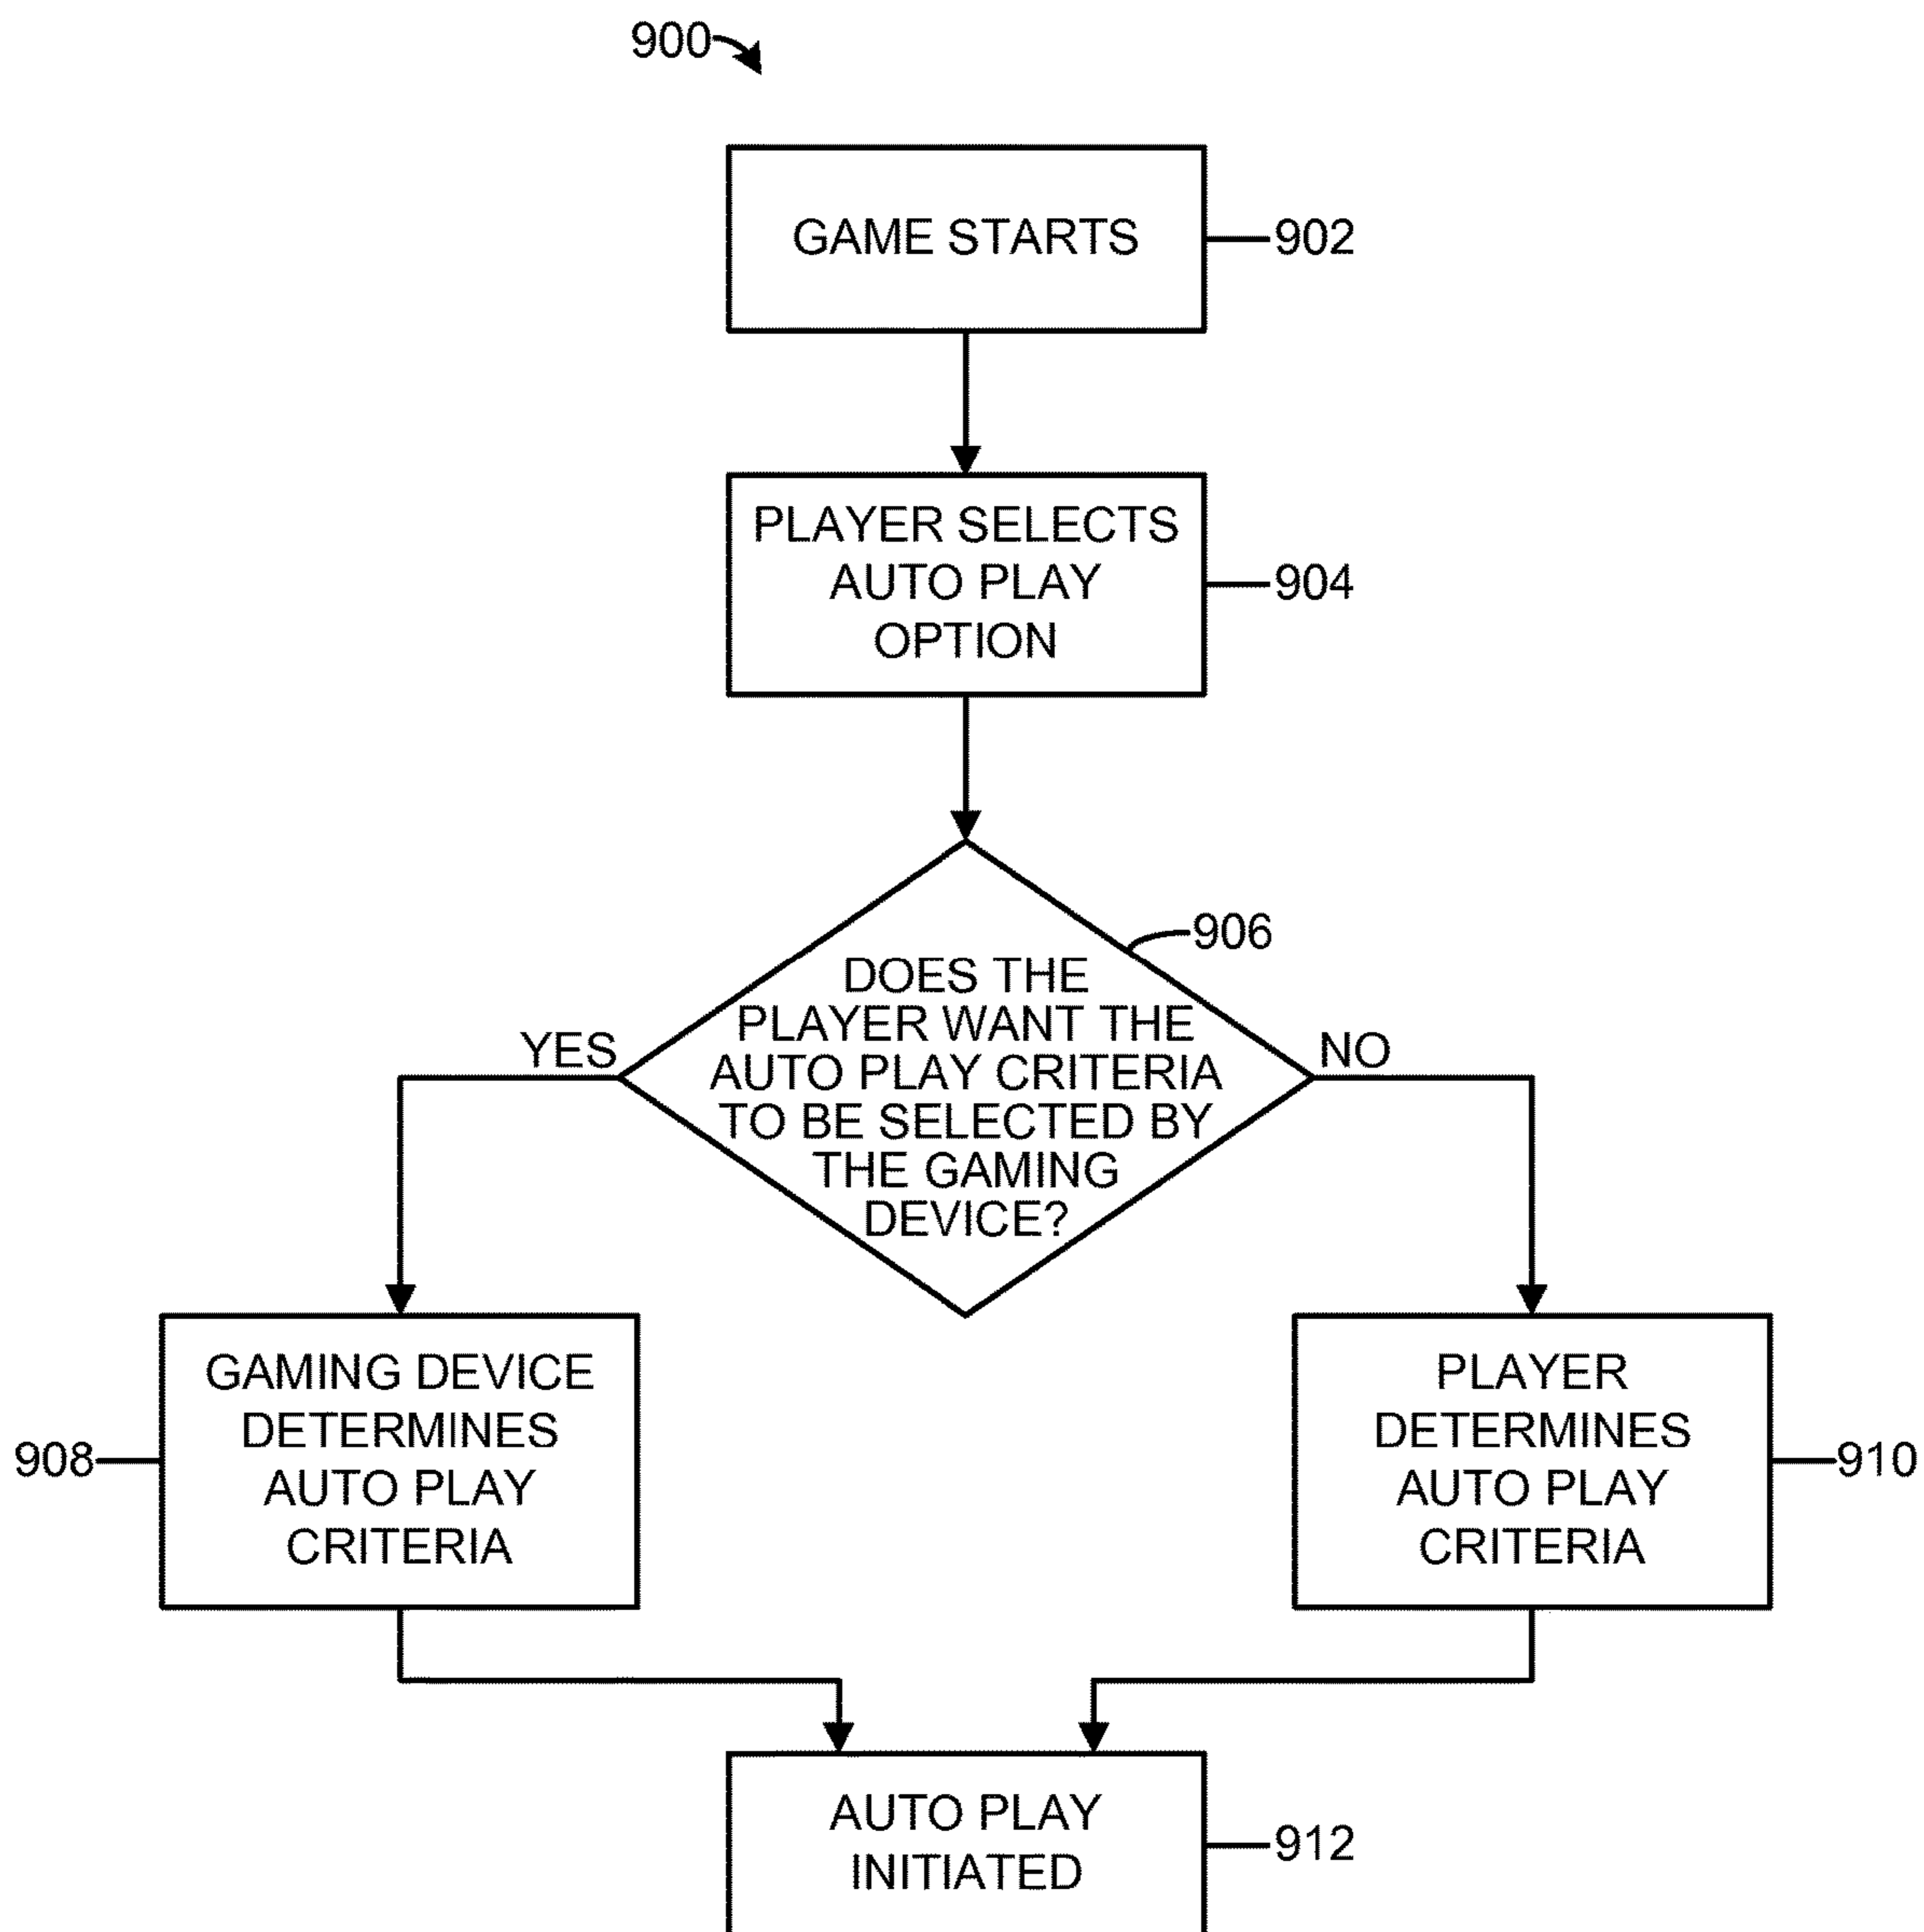 900
GAME STARTS
902
PLAYER SELECTS
AUTO PLAY
OPTION
904
906
DOES THE
PLAYER WANT THE
AUTO PLAY CRITERIA
TO BE SELECTED BY
THE GAMING
DEVICE?
YES
NO
GAMING DEVICE
DETERMINES
AUTO PLAY
CRITERIA
908
PLAYER
DETERMINES
AUTO PLAY
CRITERIA
910
AUTO PLAY
INITIATED
912